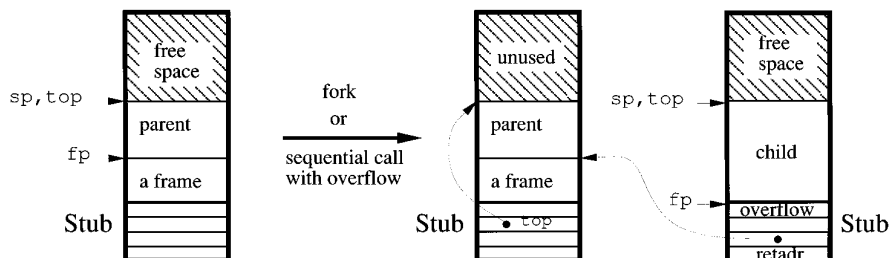 free
space
sp,top
parent
fp
a frame
Stub
fork
or
sequential call
with overflow
unused
parent
a frame
Stub
top
free
space
sp,top
child
fp
overflow
Stub
retadr